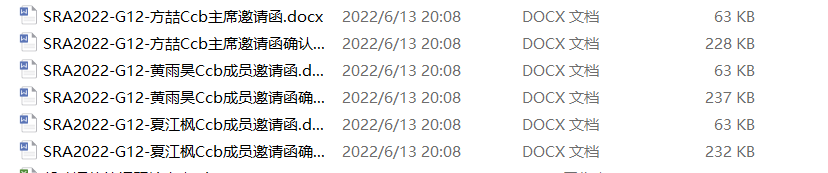 SRA2022-G12-方喆Ccb主席邀请函.docx 2022/6/13 20:08 DOCX 文档 63 KB
SRA2022-G12-方喆Ccb主席邀请函确认... 2022/6/13 20:08 DOCX 文档 228 KB
SRA2022-G12-黄雨昊Ccb成员邀请函.d... 2022/6/13 20:08 DOCX 文档 63 KB
SRA2022-G12-黄雨昊Ccb成员邀请函确... 2022/6/13 20:08 DOCX 文档 237 KB
SRA2022-G12-夏江枫Ccb成员邀请函.d... 2022/6/13 20:08 DOCX 文档 63 KB
SRA2022-G12-夏江枫Ccb成员邀请函确... 2022/6/13 20:08 DOCX 文档 232 KB